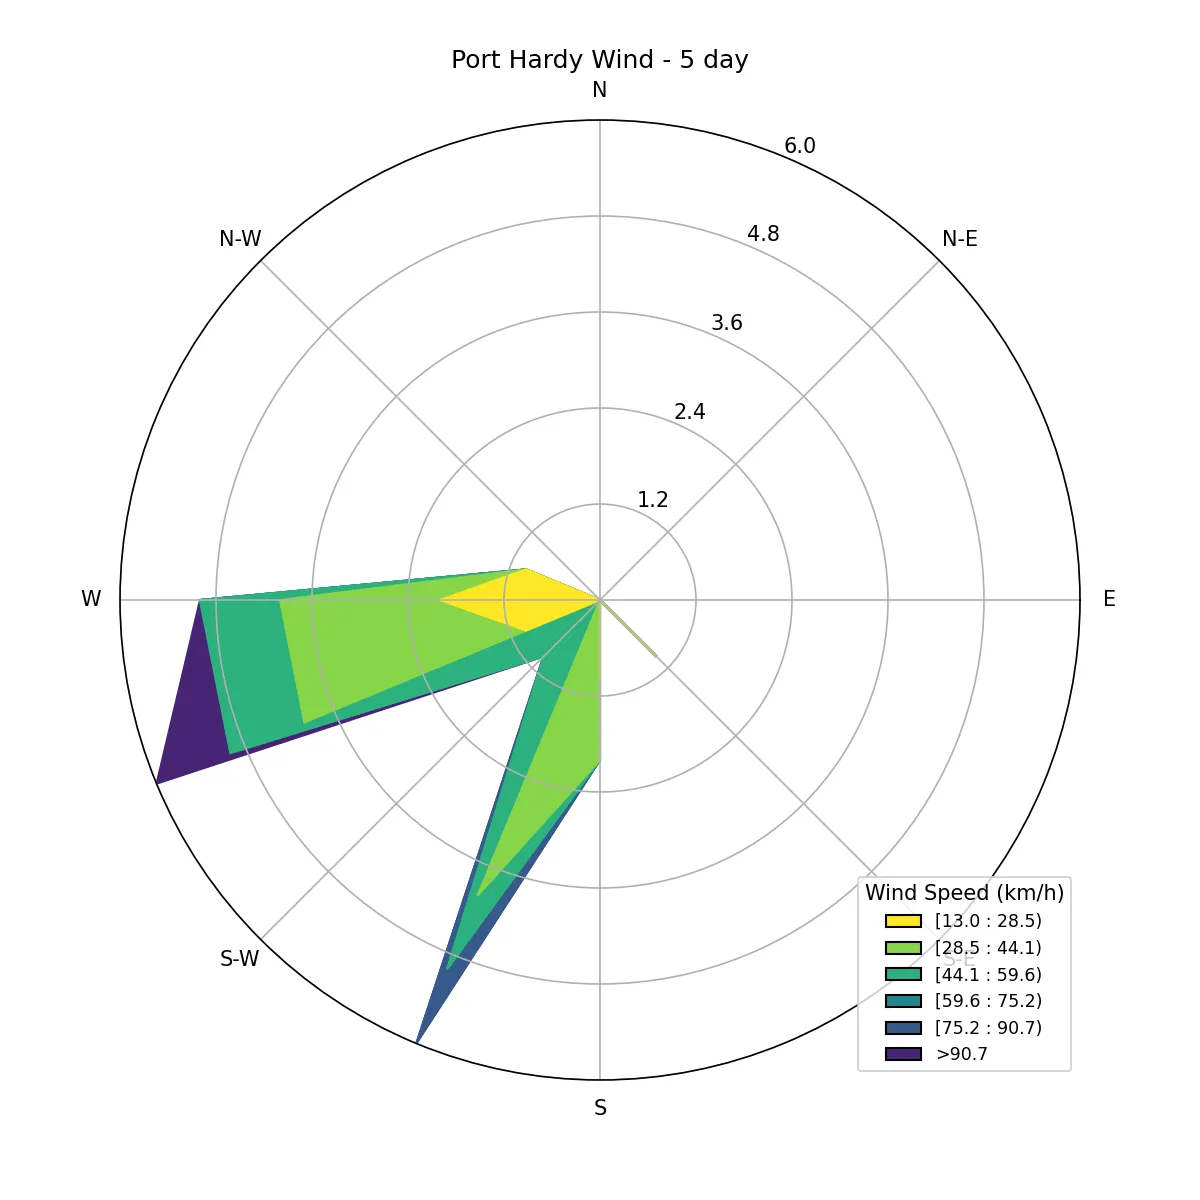 Port Hardy Wind - 5 day
N
6.0
4.8
N-W
N-E
3.6
2.4
1.2
W
E
Wind Speed (km/h)
[13.0 : 28.5)
[28.5 : 44.1)
S-W
S-E
[44.1 : 59.6)
[59.6 : 75.2)
[75.2 : 90.7)
>90.7
S